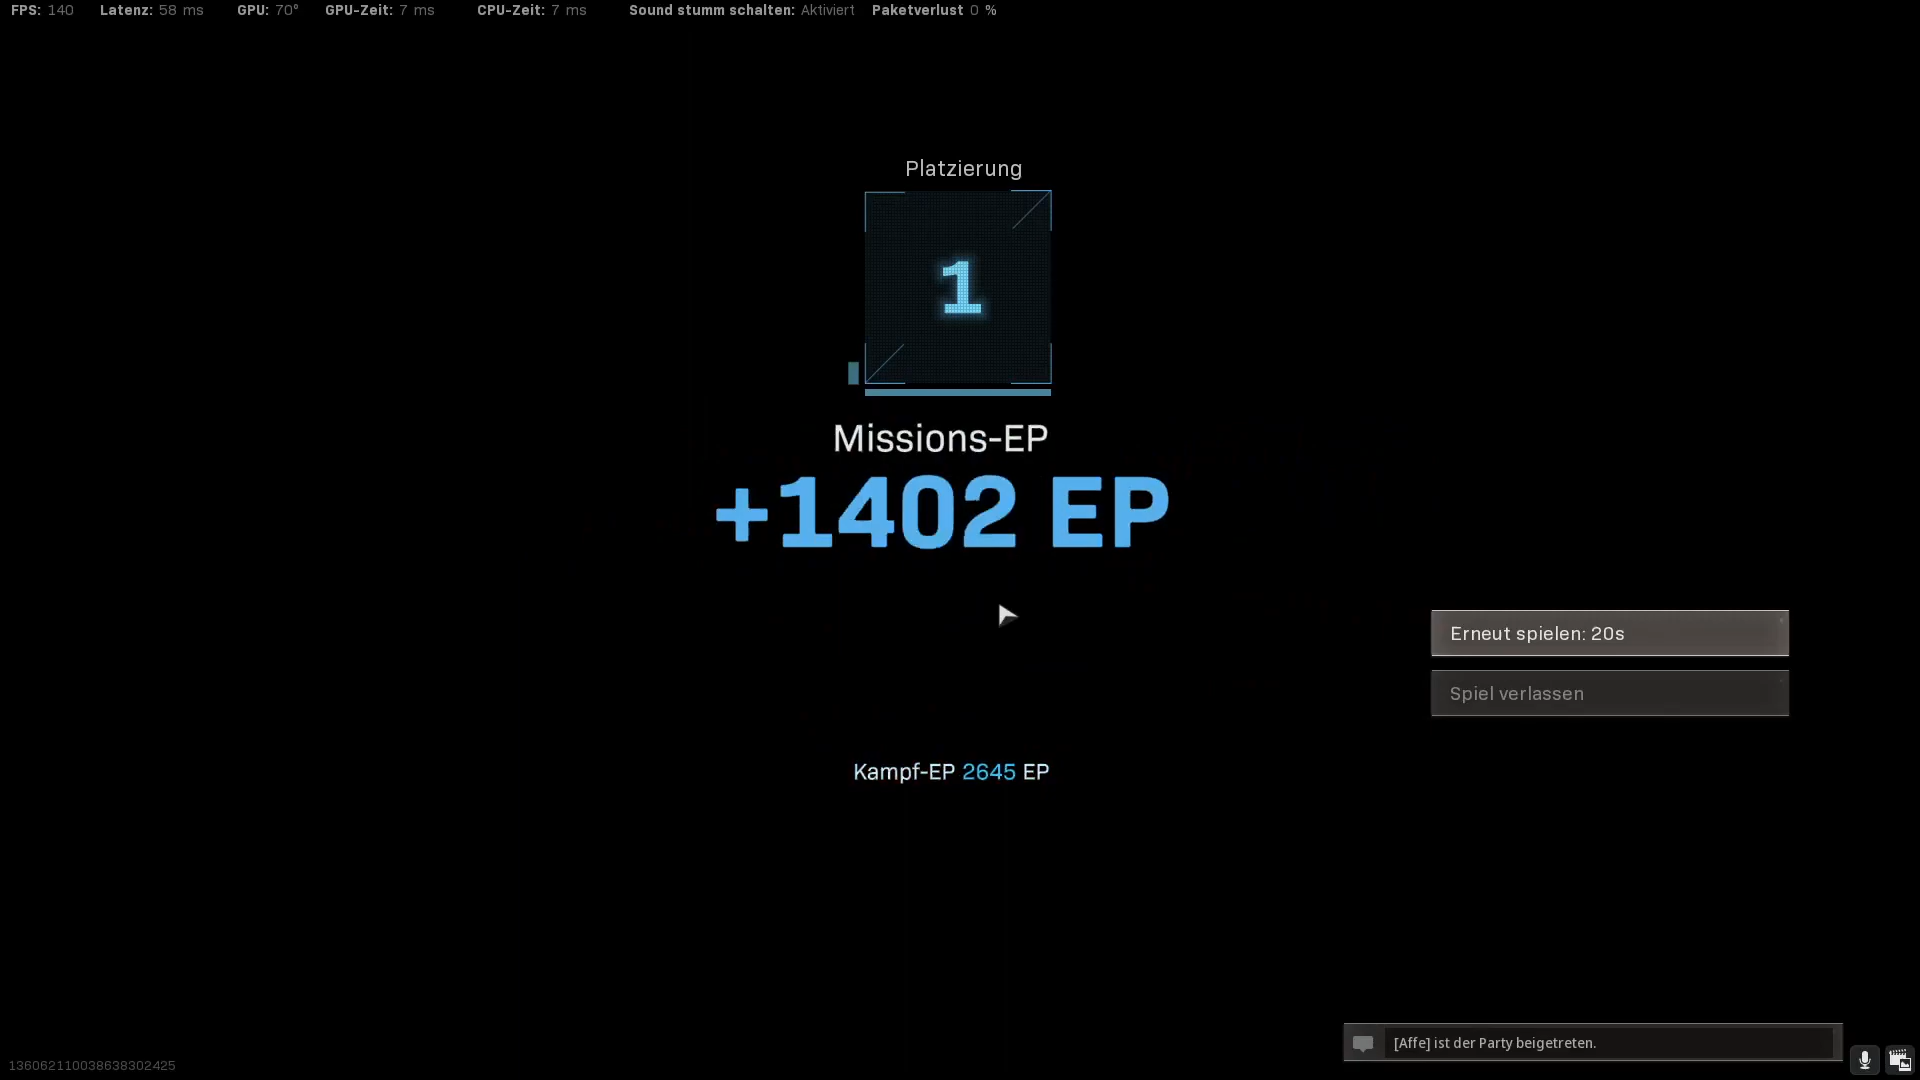 FPS: 140 Latenz: 58 ms GPU: 70° GPU-Zeit: 7 ms CPU-Zeit: 7 ms Sound stumm schalten: Aktiviert Paketverlust 0 %
Platzierung
1
Missions-EP
+1402 EP
Erneut spielen: 20s
Spiel verlassen
Kampf-EP 2645 EP
[Affe] ist der Party beigetreten.
136062110038638302425